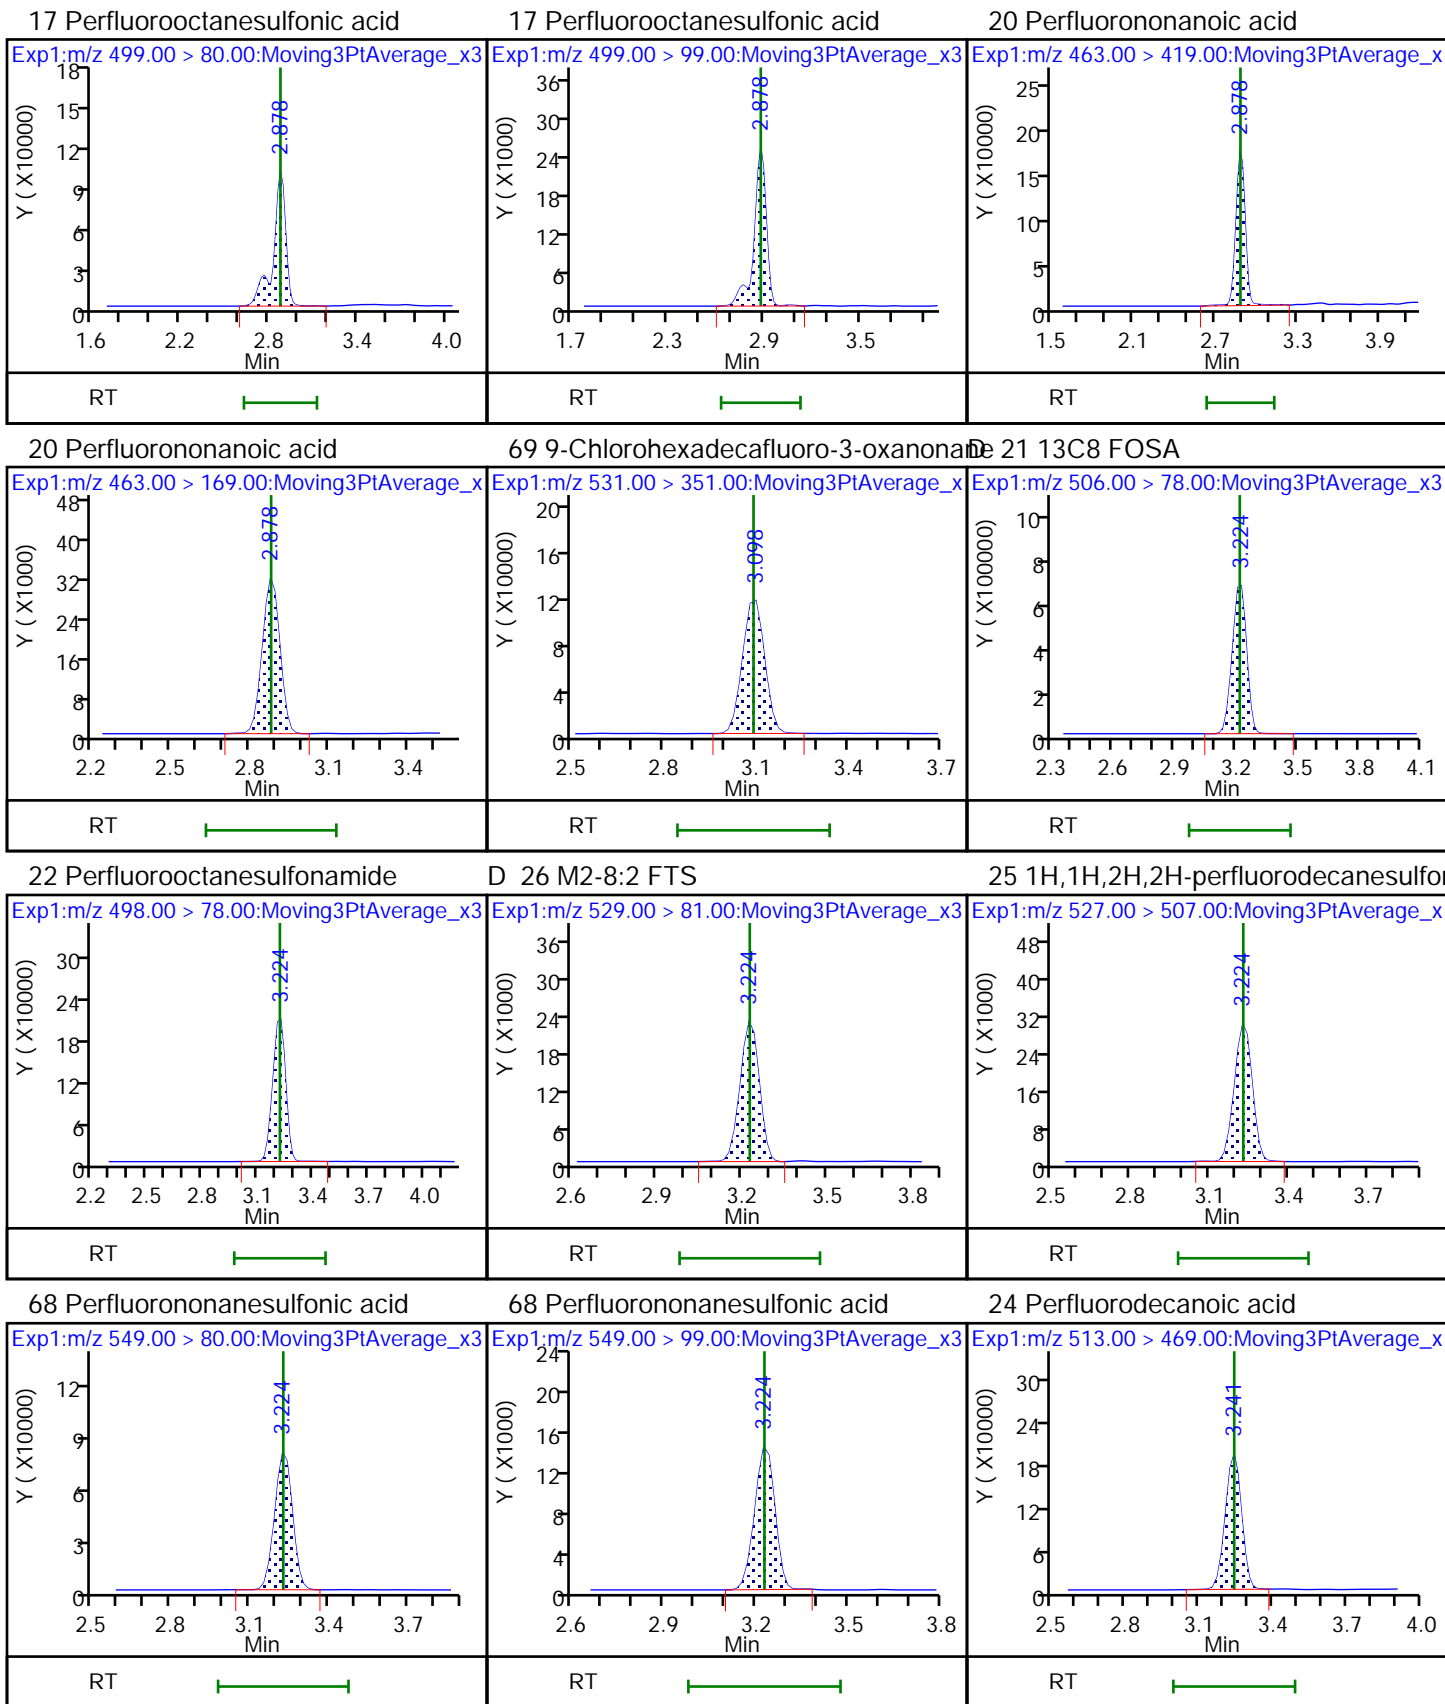 17 Perfluorooctanesulfonic acid
Exp1:m/z 499.00 > 80.00:Moving3PtAverage_x3
Y ( X10000)
18
15
12
9
6
3
0
2.878
1.6 2.2 2.8 3.4 4.0
Min
RT
17 Perfluorooctanesulfonic acid
Exp1:m/z 499.00 > 99.00:Moving3PtAverage_x3
Y ( X1000)
36
30
24
18
12
6
0
2.878
1.7 2.3 2.9 3.5
Min
RT
20 Perfluorononanoic acid
Exp1:m/z 463.00 > 419.00:Moving3PtAverage_x
Y ( X10000)
25
20
15
10
5
0
2.878
1.5 2.1 2.7 3.3 3.9
Min
RT
20 Perfluorononanoic acid
Exp1:m/z 463.00 > 169.00:Moving3PtAverage_x
Y ( X1000)
48
40
32
24
16
8
0
2.878
2.2 2.5 2.8 3.1 3.4
Min
RT
69 9-Chlorohexadecafluoro-3-oxanonane
Exp1:m/z 531.00 > 351.00:Moving3PtAverage_x
Y ( X10000)
20
16
12
8
4
0
3.098
2.5 2.8 3.1 3.4 3.7
Min
RT
D 21 13C8 FOSA
Exp1:m/z 506.00 > 78.00:Moving3PtAverage_x3
Y ( X100000)
10
8
6
4
2
0
3.224
2.3 2.6 2.9 3.2 3.5 3.8 4.1
Min
RT
22 Perfluorooctanesulfonamide
Exp1:m/z 498.00 > 78.00:Moving3PtAverage_x3
Y ( X10000)
30
24
18
12
6
0
3.224
2.2 2.5 2.8 3.1 3.4 3.7 4.0
Min
RT
D 26 M2-8:2 FTS
Exp1:m/z 529.00 > 81.00:Moving3PtAverage_x3
Y ( X1000)
36
30
24
18
12
6
0
3.224
2.6 2.9 3.2 3.5 3.8
Min
RT
25 1H,1H,2H,2H-perfluorodecanesulfon
Exp1:m/z 527.00 > 507.00:Moving3PtAverage_x
Y ( X1000)
48
40
32
24
16
8
0
3.224
2.5 2.8 3.1 3.4 3.7
Min
RT
68 Perfluorononanesulfonic acid
Exp1:m/z 549.00 > 80.00:Moving3PtAverage_x3
Y ( X10000)
12
9
6
3
0
3.224
2.5 2.8 3.1 3.4 3.7
Min
RT
68 Perfluorononanesulfonic acid
Exp1:m/z 549.00 > 99.00:Moving3PtAverage_x3
Y ( X1000)
24
20
16
12
8
4
0
3.224
2.6 2.9 3.2 3.5 3.8
Min
RT
24 Perfluorodecanoic acid
Exp1:m/z 513.00 > 469.00:Moving3PtAverage_x
Y ( X10000)
30
24
18
12
6
0
3.241
2.5 2.8 3.1 3.4 3.7 4.0
Min
RT